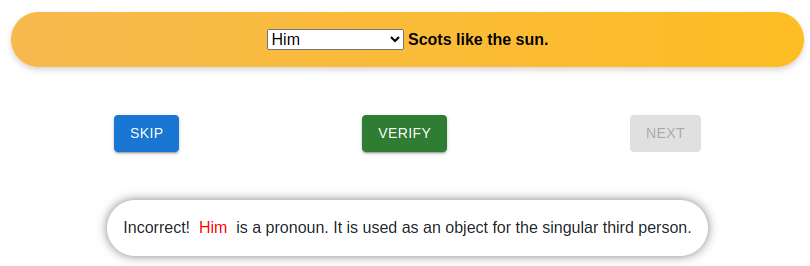 Him Scots like the sun.
SKIP VERIFY NEXT
Incorrect! Him is a pronoun. It is used as an object for the singular third person.